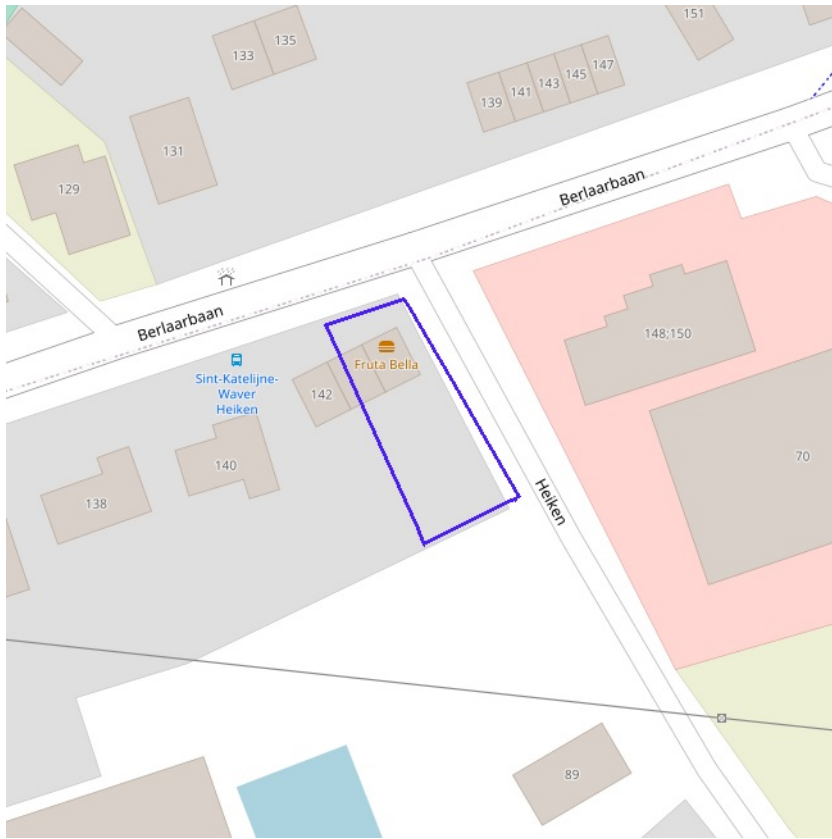 151
135
133
147
145
143
141
139
131
129
Berlaarbaan
Berlaarbaan
148;150
Fruta Bella
Sint-Katelijne-
Waver
Heiken
142
70
140
138
Heiken
89